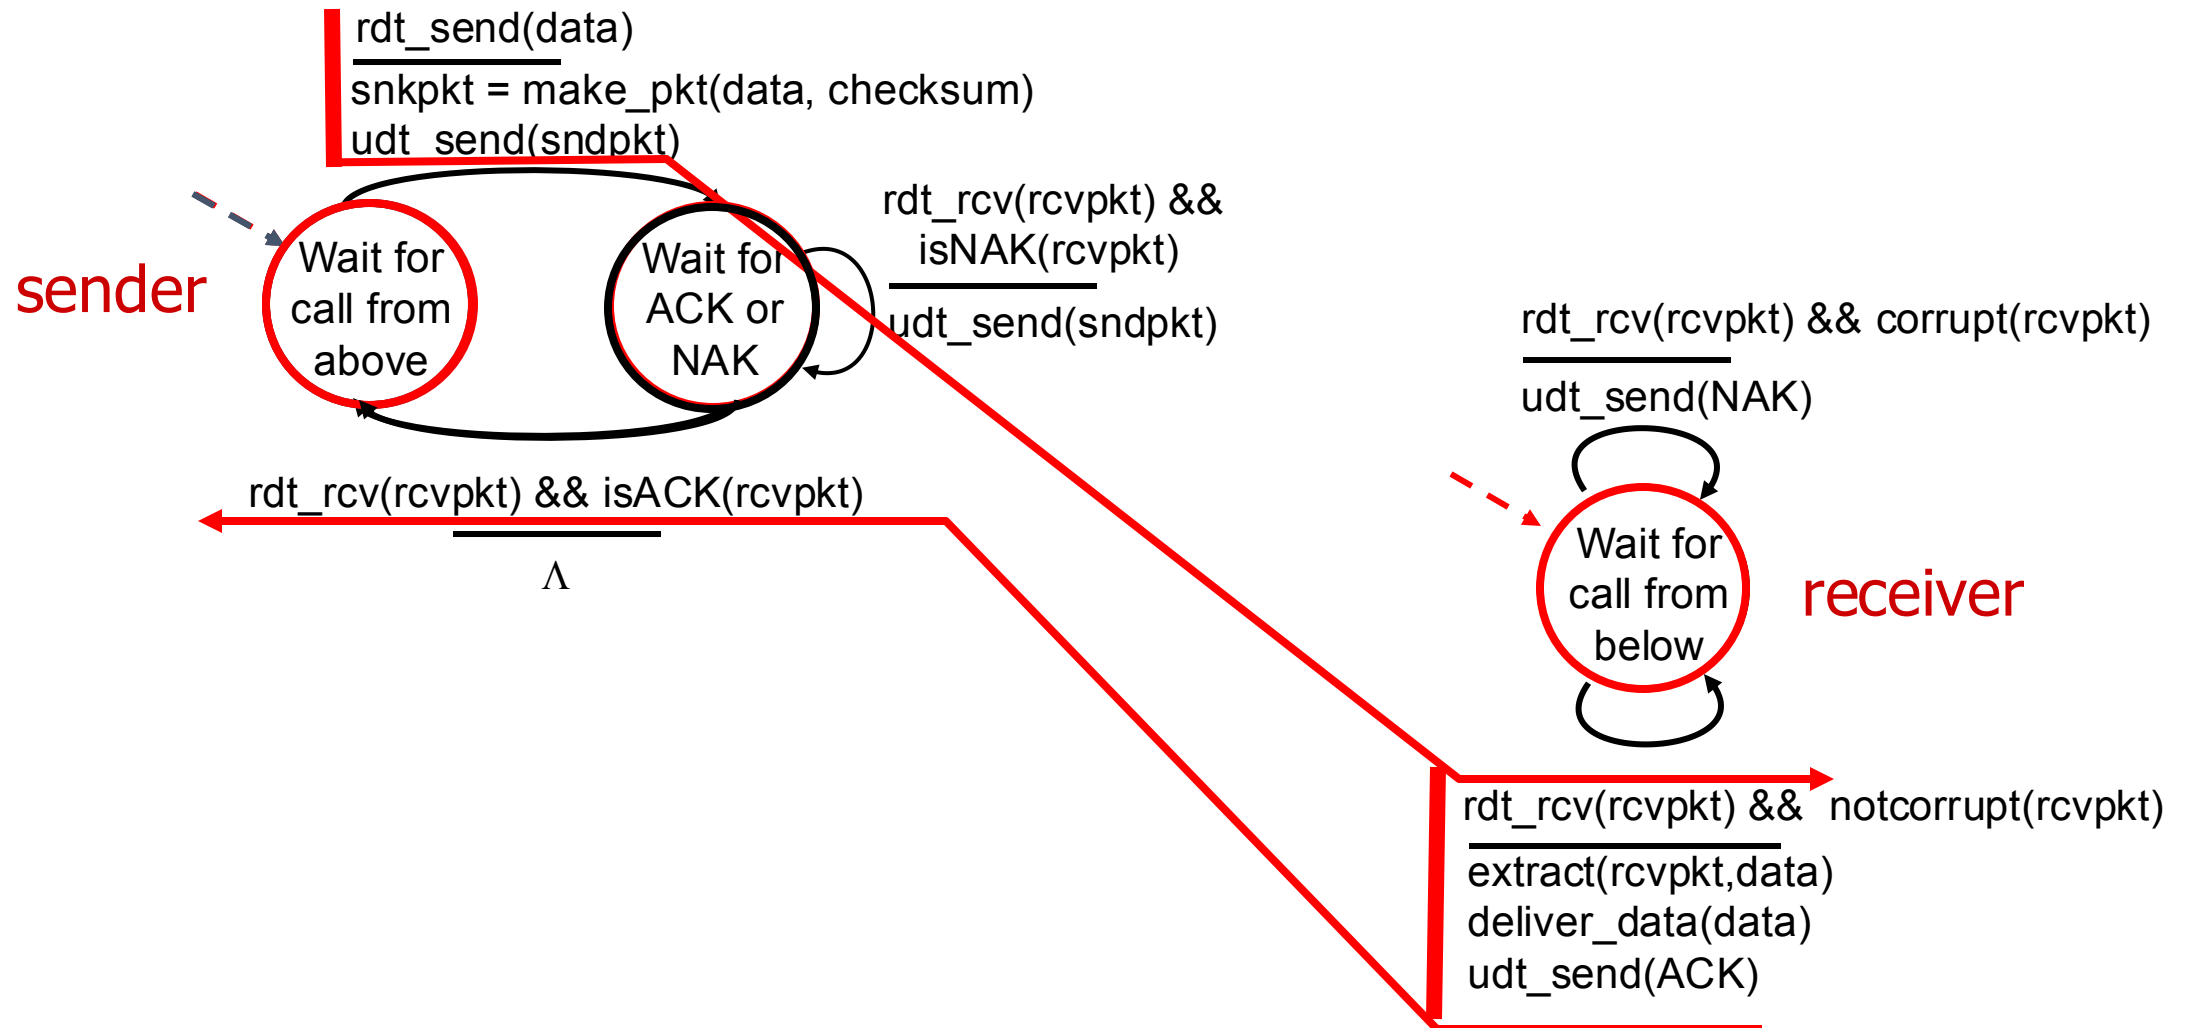 rdt_send(data)
snkpkt = make_pkt(data, checksum)
udt_send(sndpkt)
sender
Wait for
call from
above
Wait for
ACK or
NAK
rdt_rcv(rcvpkt) &&
isNAK(rcvpkt)
udt_send(sndpkt)
rdt_rcv(rcvpkt) && isACK(rcvpkt)
Λ
rdt_rcv(rcvpkt) && corrupt(rcvpkt)
udt_send(NAK)
Wait for
call from
below
receiver
rdt_rcv(rcvpkt) && notcorrupt(rcvpkt)
extract(rcvpkt,data)
deliver_data(data)
udt_send(ACK)